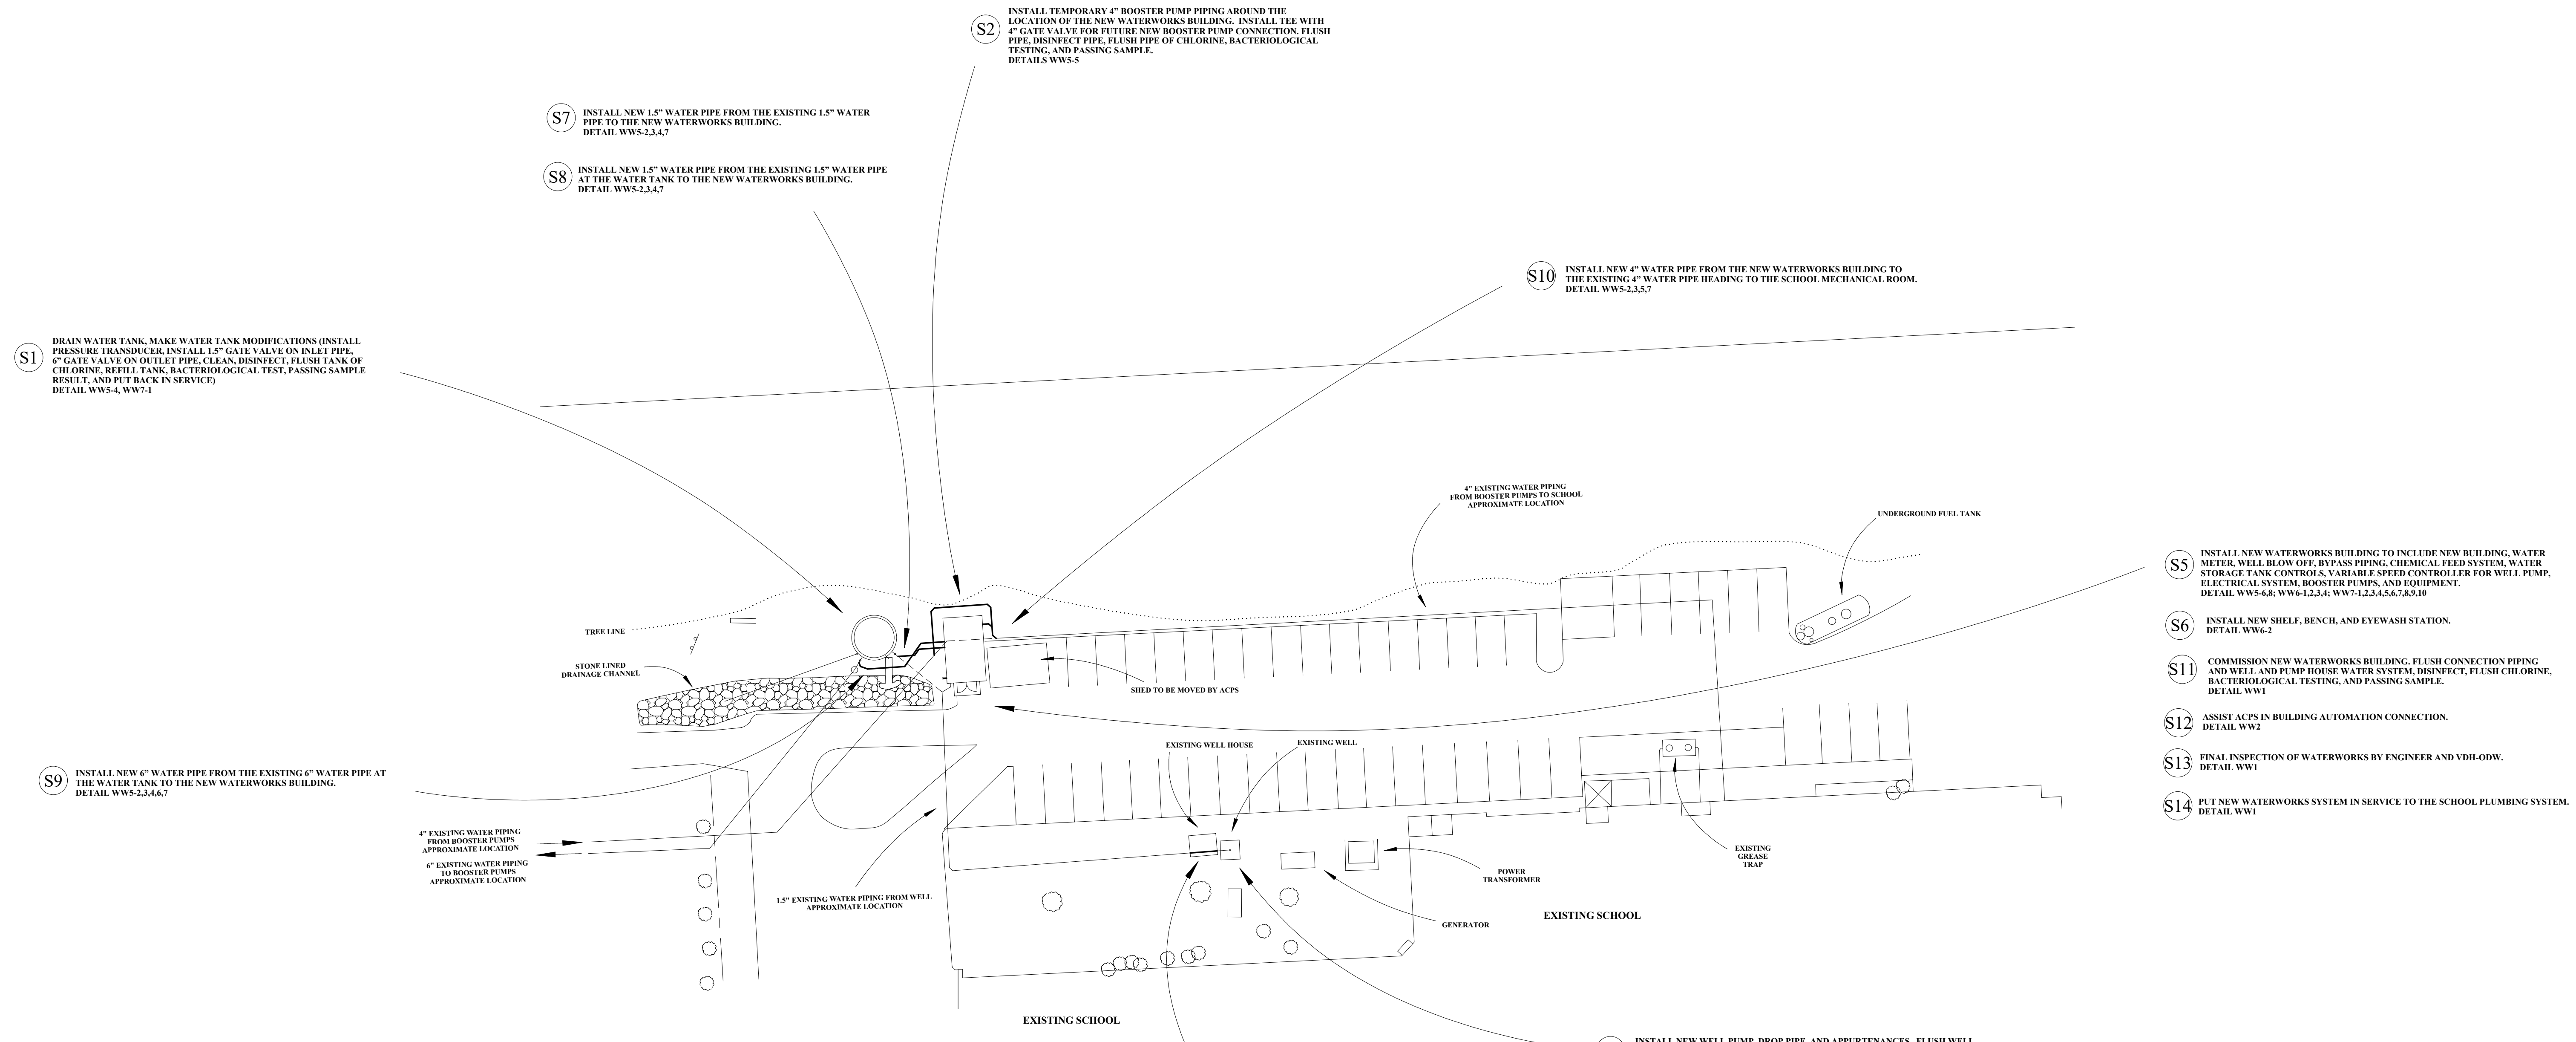 S2
INSTALL TEMPORARY 4” BOOSTER PUMP PIPING AROUND THE
LOCATION OF THE NEW WATERWORKS BUILDING. INSTALL TEE WITH
4” GATE VALVE FOR FUTURE NEW BOOSTER PUMP CONNECTION. FLUSH
PIPE, DISINFECT PIPE, FLUSH PIPE OF CHLORINE, BACTERIOLOGICAL
TESTING, AND PASSING SAMPLE.
DETAILS WW5-5
S7
INSTALL NEW 1.5” WATER PIPE FROM THE EXISTING 1.5” WATER
PIPE TO THE NEW WATERWORKS BUILDING.
DETAIL WW5-2,3,4,7
S8
INSTALL NEW 1.5” WATER PIPE FROM THE EXISTING 1.5” WATER PIPE
AT THE WATER TANK TO THE NEW WATERWORKS BUILDING.
DETAIL WW5-2,3,4,7
S10
INSTALL NEW 4” WATER PIPE FROM THE NEW WATERWORKS BUILDING TO
THE EXISTING 4” WATER PIPE HEADING TO THE SCHOOL MECHANICAL ROOM.
DETAIL WW5-2,3,5,7
S1
DRAIN WATER TANK, MAKE WATER TANK MODIFICATIONS (INSTALL
PRESSURE TRANSDUCER, INSTALL 1.5” GATE VALVE ON INLET PIPE,
6” GATE VALVE ON OUTLET PIPE, CLEAN, DISINFECT, FLUSH TANK OF
CHLORINE, REFILL TANK, BACTERIOLOGICAL TEST, PASSING SAMPLE
RESULT, AND PUT BACK IN SERVICE)
DETAIL WW5-4, WW7-1
4” EXISTING WATER PIPING
FROM BOOSTER PUMPS TO SCHOOL
APPROXIMATE LOCATION
UNDERGROUND FUEL TANK
S5
INSTALL NEW WATERWORKS BUILDING TO INCLUDE NEW BUILDING, WATER
METER, WELL BLOW OFF, BYPASS PIPING, CHEMICAL FEED SYSTEM, WATER
STORAGE TANK CONTROLS, VARIABLE SPEED CONTROLLER FOR WELL PUMP,
ELECTRICAL SYSTEM, BOOSTER PUMPS, AND EQUIPMENT.
DETAIL WW5-6,8; WW6-1,2,3,4; WW7-1,2,3,4,5,6,7,8,9,10
S6
INSTALL NEW SHELF, BENCH, AND EYEWASH STATION.
DETAIL WW6-2
S11
COMMISSION NEW WATERWORKS BUILDING. FLUSH CONNECTION PIPING
AND WELL AND PUMP HOUSE WATER SYSTEM, DISINFECT, FLUSH CHLORINE,
BACTERIOLOGICAL TESTING, AND PASSING SAMPLE.
DETAIL WW1
S12
ASSIST ACPS IN BUILDING AUTOMATION CONNECTION.
DETAIL WW2
S13
FINAL INSPECTION OF WATERWORKS BY ENGINEER AND VDH-ODW.
DETAIL WW1
S14
PUT NEW WATERWORKS SYSTEM IN SERVICE TO THE SCHOOL PLUMBING SYSTEM.
DETAIL WW1
TREE LINE
STONE LINED
DRAINAGE CHANNEL
SHED TO BE MOVED BY ACPS
EXISTING WELL HOUSE
EXISTING WELL
S9
INSTALL NEW 6” WATER PIPE FROM THE EXISTING 6” WATER PIPE AT
THE WATER TANK TO THE NEW WATERWORKS BUILDING.
DETAIL WW5-2,3,4,6,7
4” EXISTING WATER PIPING
FROM BOOSTER PUMPS
APPROXIMATE LOCATION
6” EXISTING WATER PIPING
TO BOOSTER PUMPS
APPROXIMATE LOCATION
1.5” EXISTING WATER PIPING FROM WELL
APPROXIMATE LOCATION
POWER
TRANSFORMER
EXISTING
GREASE
TRAP
GENERATOR
EXISTING SCHOOL
EXISTING SCHOOL
INSTALL NEW WELL PUMP, DROP PIPE, AND APPURTENANCES. FLUSH WELL